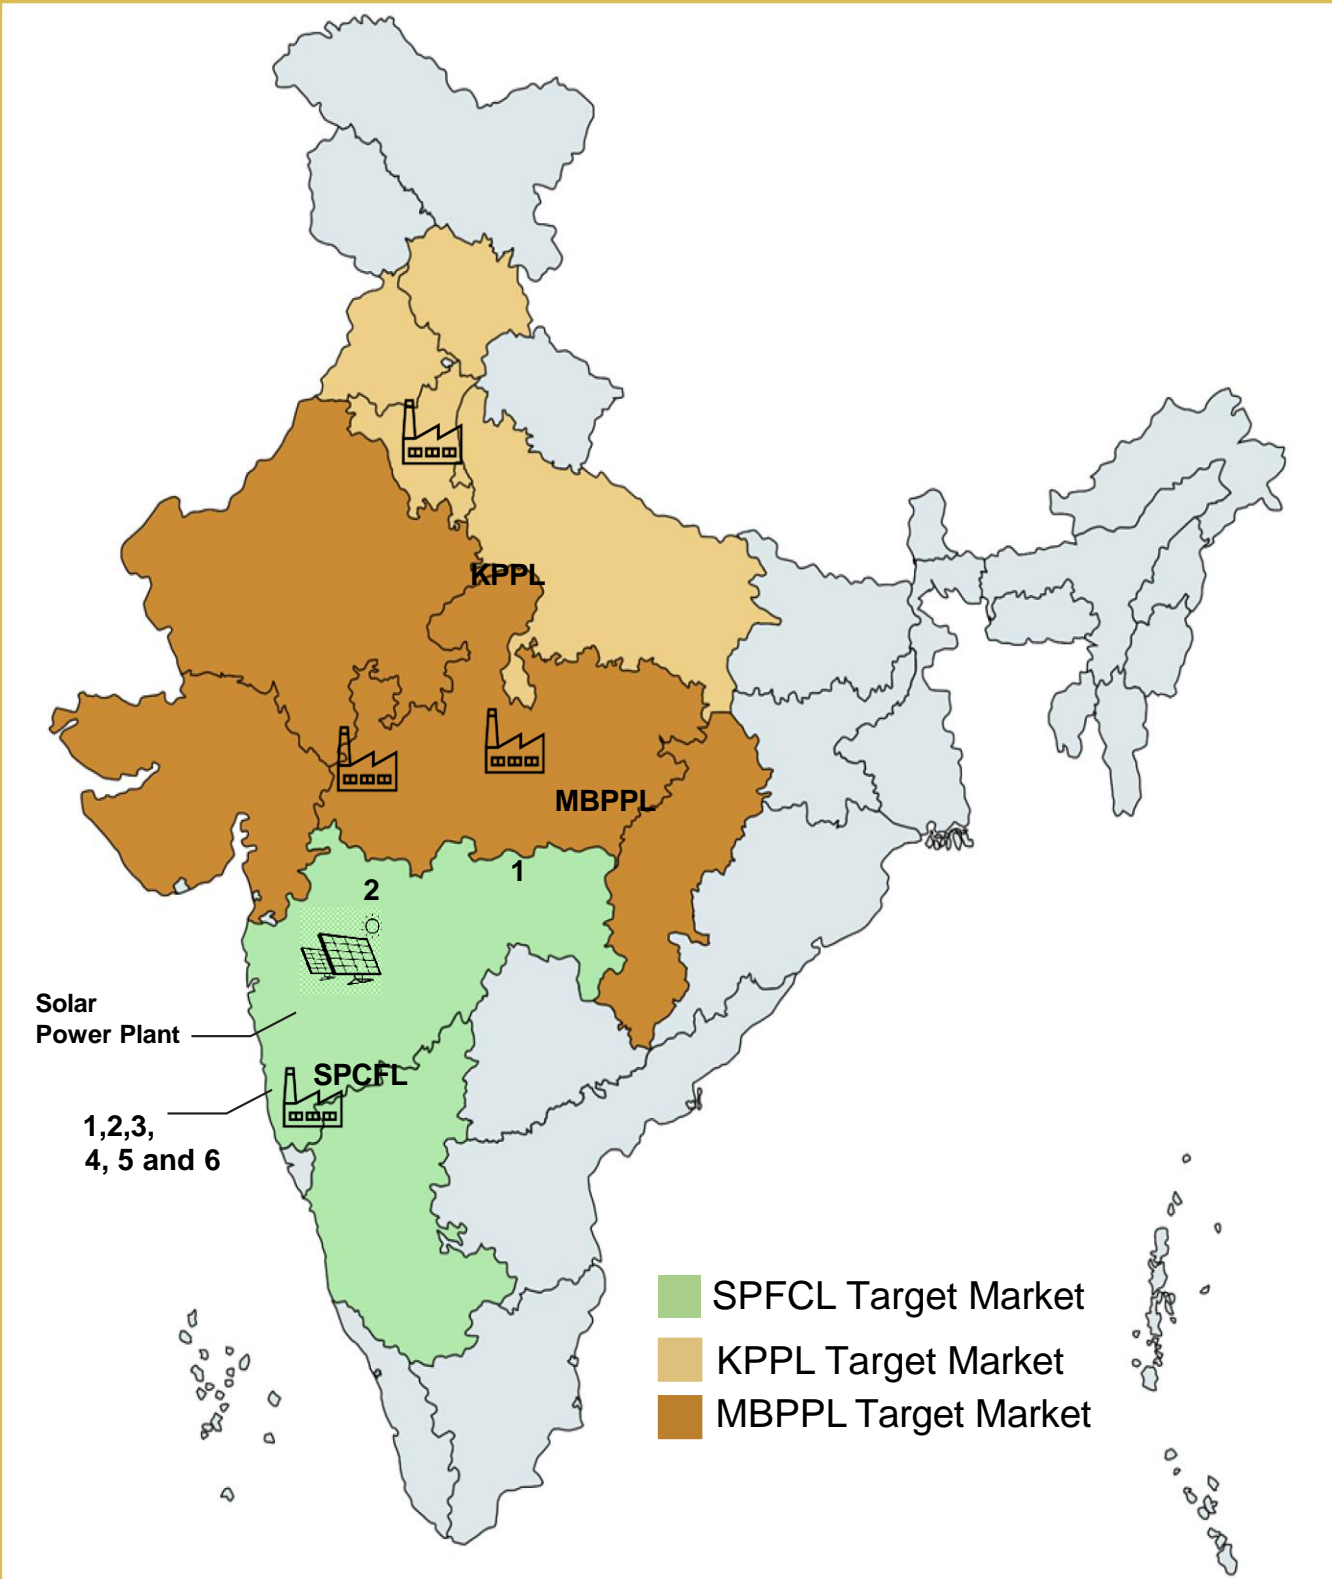 KPPL
MBPPL
1
2
Solar
Power Plant
SPCFL
1,2,3,
4, 5 and 6
SPFCL Target Market
KPPL Target Market
MBPPL Target Market